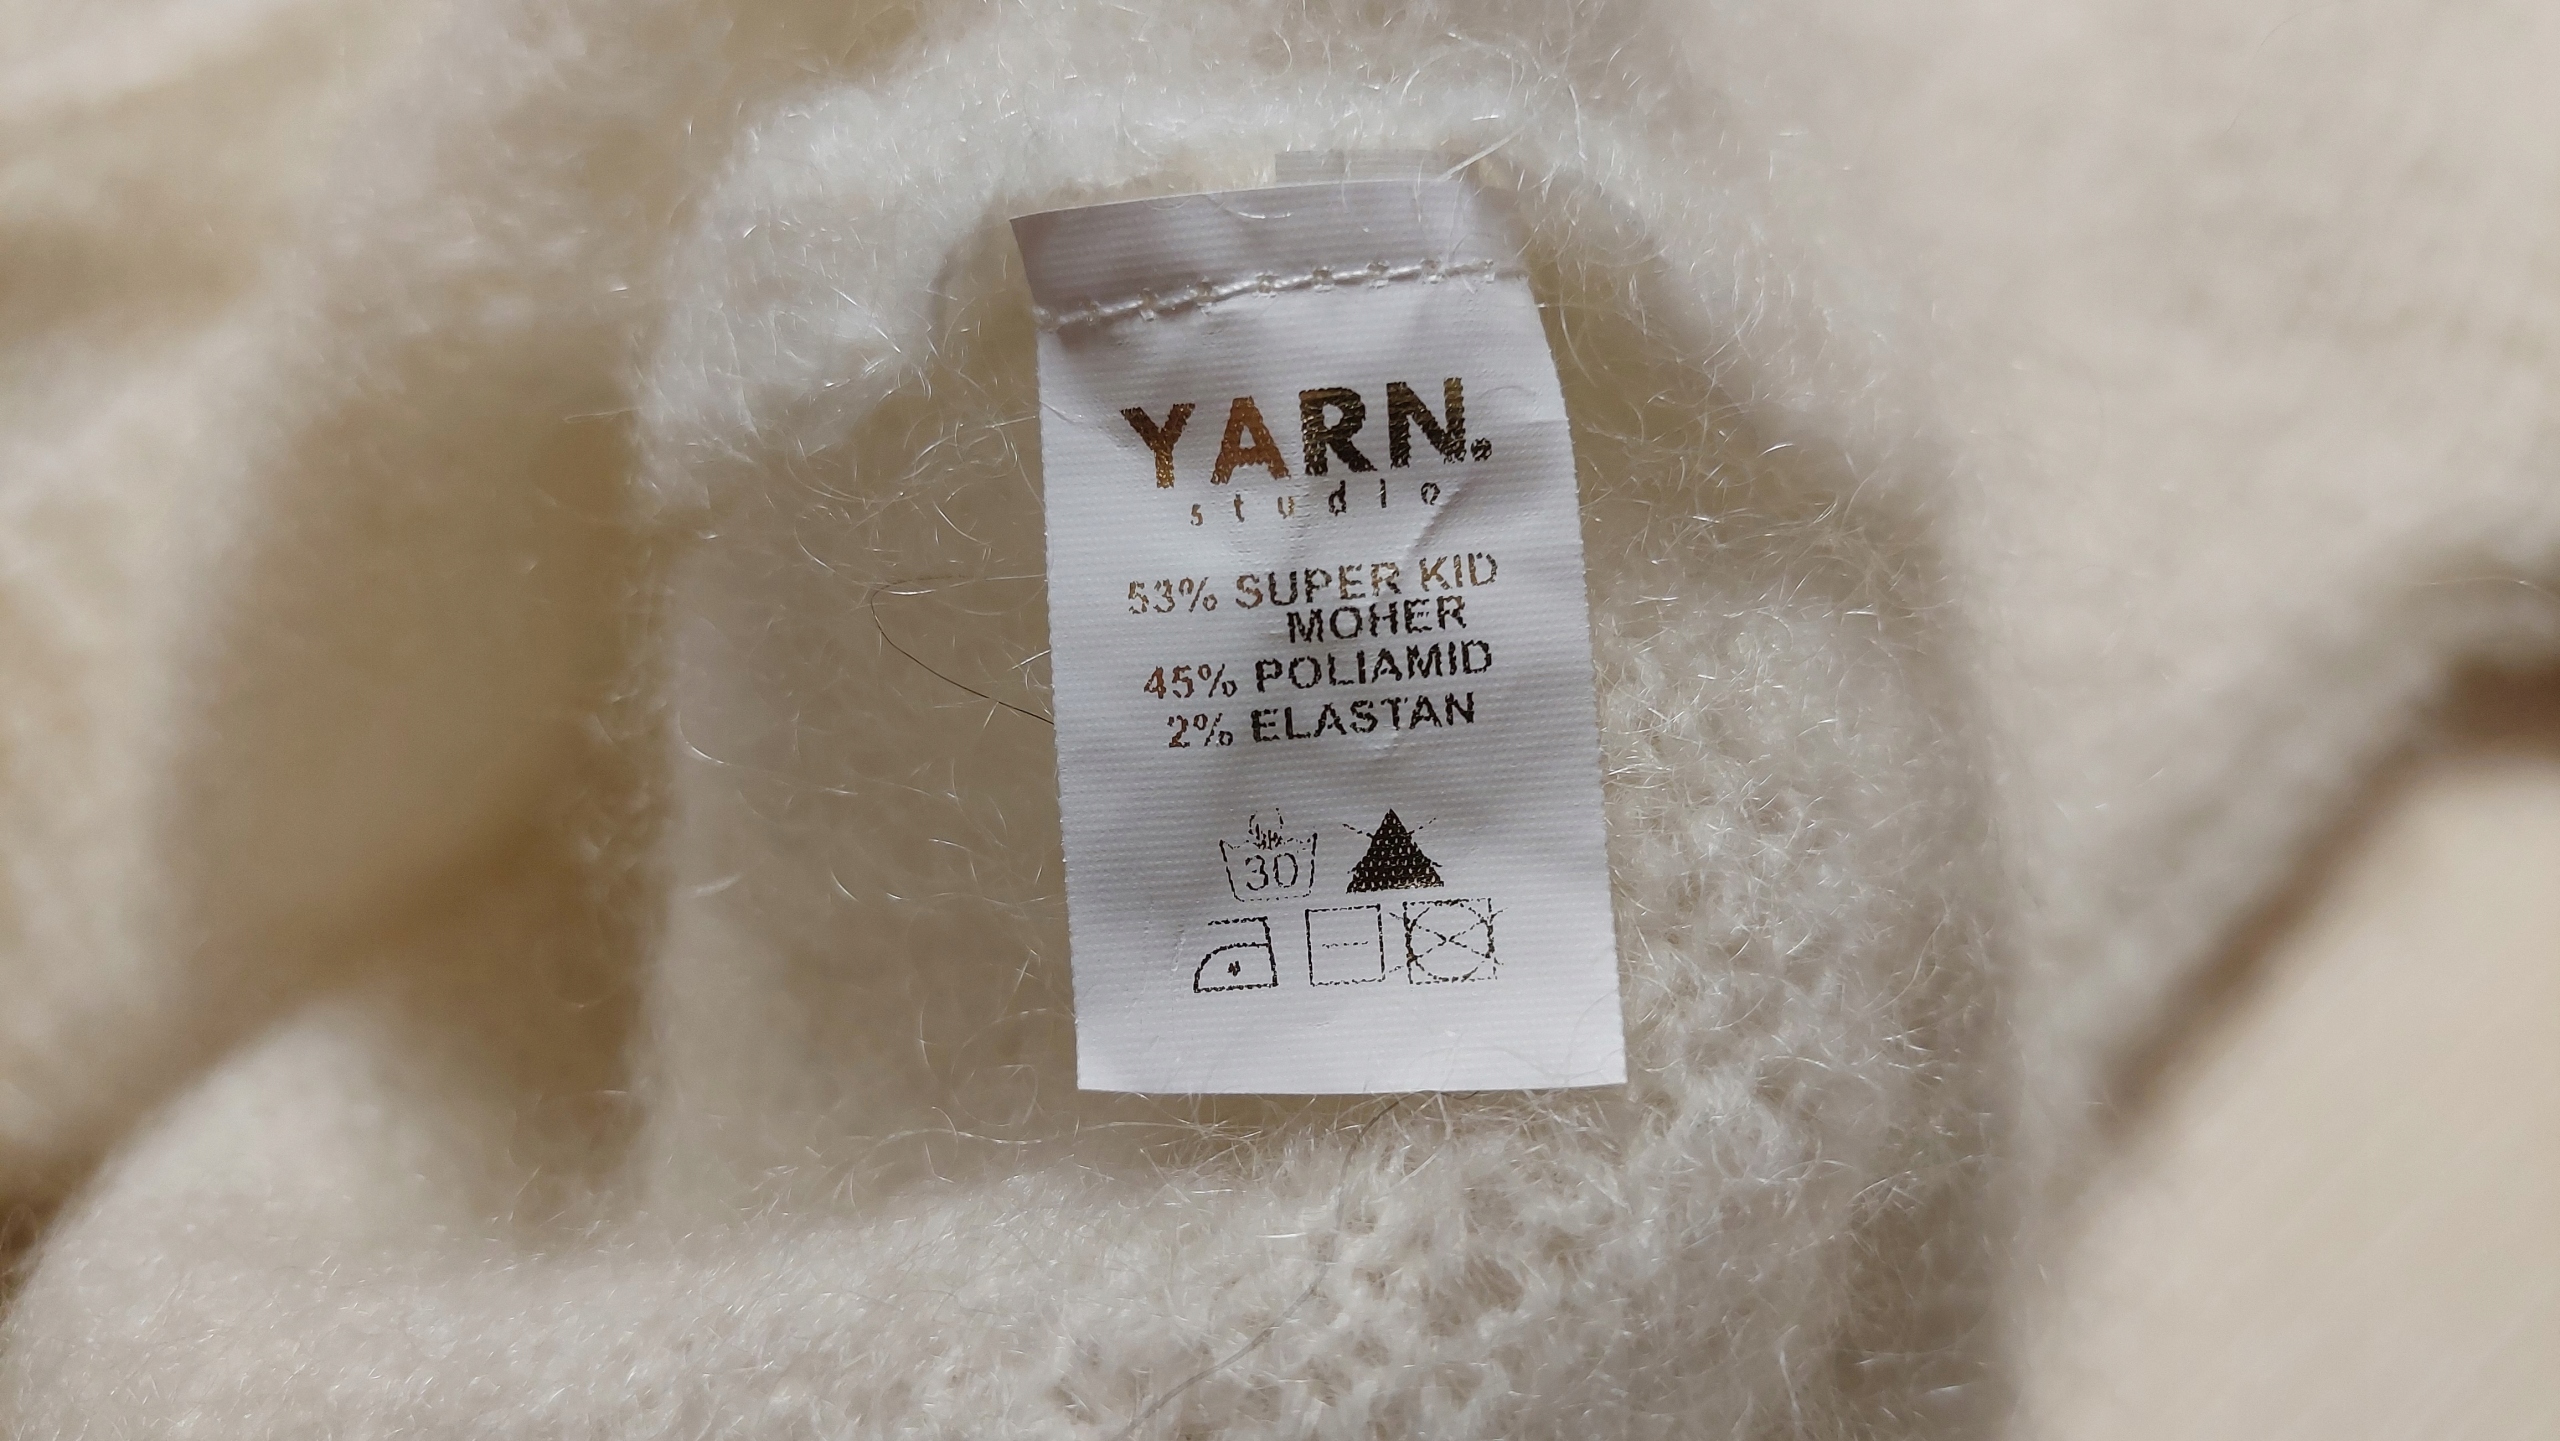 YARN.
studio
53% SUPER KID
MOHER
45% POLIAMID
2% ELASTAN
30